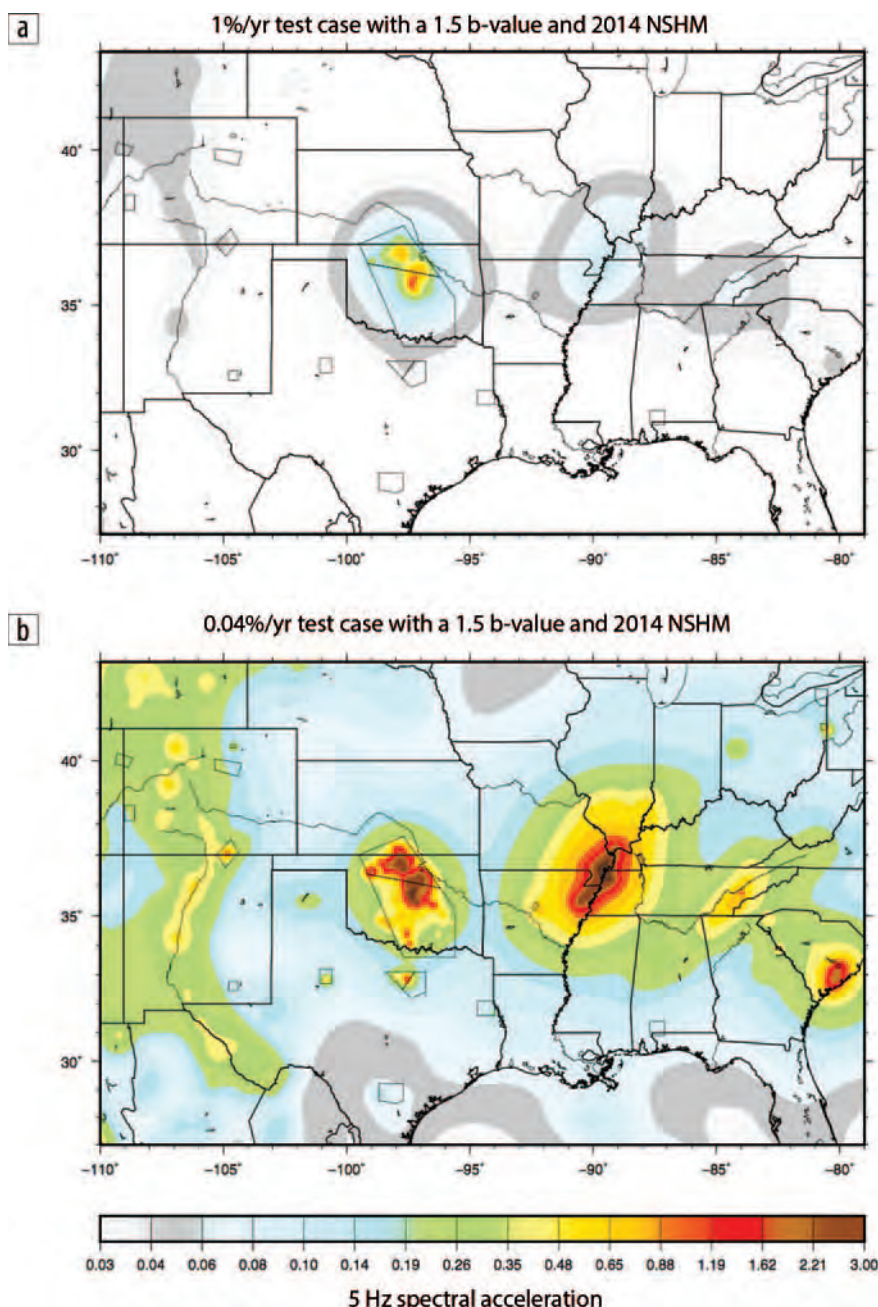 a
1%/yr test case with a 1.5 b-value and 2014 NSHM
40˚
35˚
30˚
−110˚ −105˚ −100˚ −95˚ −90˚ −85˚ −80˚
b
0.04%/yr test case with a 1.5 b-value and 2014 NSHM
40˚
35˚
30˚
−110˚ −105˚ −100˚ −95˚ −90˚ −85˚ −80˚
0.03 0.04 0.06 0.08 0.10 0.14 0.19 0.26 0.35 0.48 0.65 0.88 1.19 1.62 2.21 3.00
5 Hz spectral acceleration